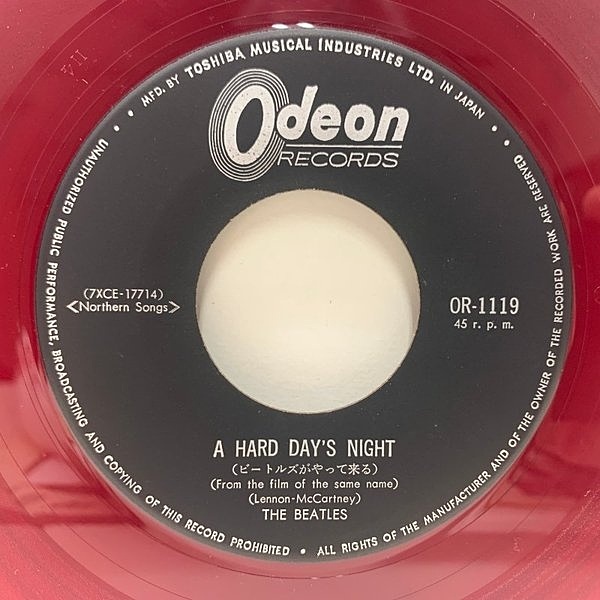 MFD. BY TOSHIBA MUSICAL INDUSTRIES LTD. IN JAPAN
Odeon
RECORDS
(7XCE-17714)
<Northern Songs>
OR-1119
45 r. p. m.
A HARD DAY'S NIGHT
(ビートルズがやって来る)
(From the film of the same name)
(Lennon-McCartney)
THE BEATLES
UNAUTHORIZED PUBLIC PERFORMANCE, BROADCASTING AND COPYING OF THIS RECORD PROHIBITED • ALL RIGHTS OF THE MANUFACTURER AND OF THE OWNER OF THE RECORDED WORK ARE RESERVED